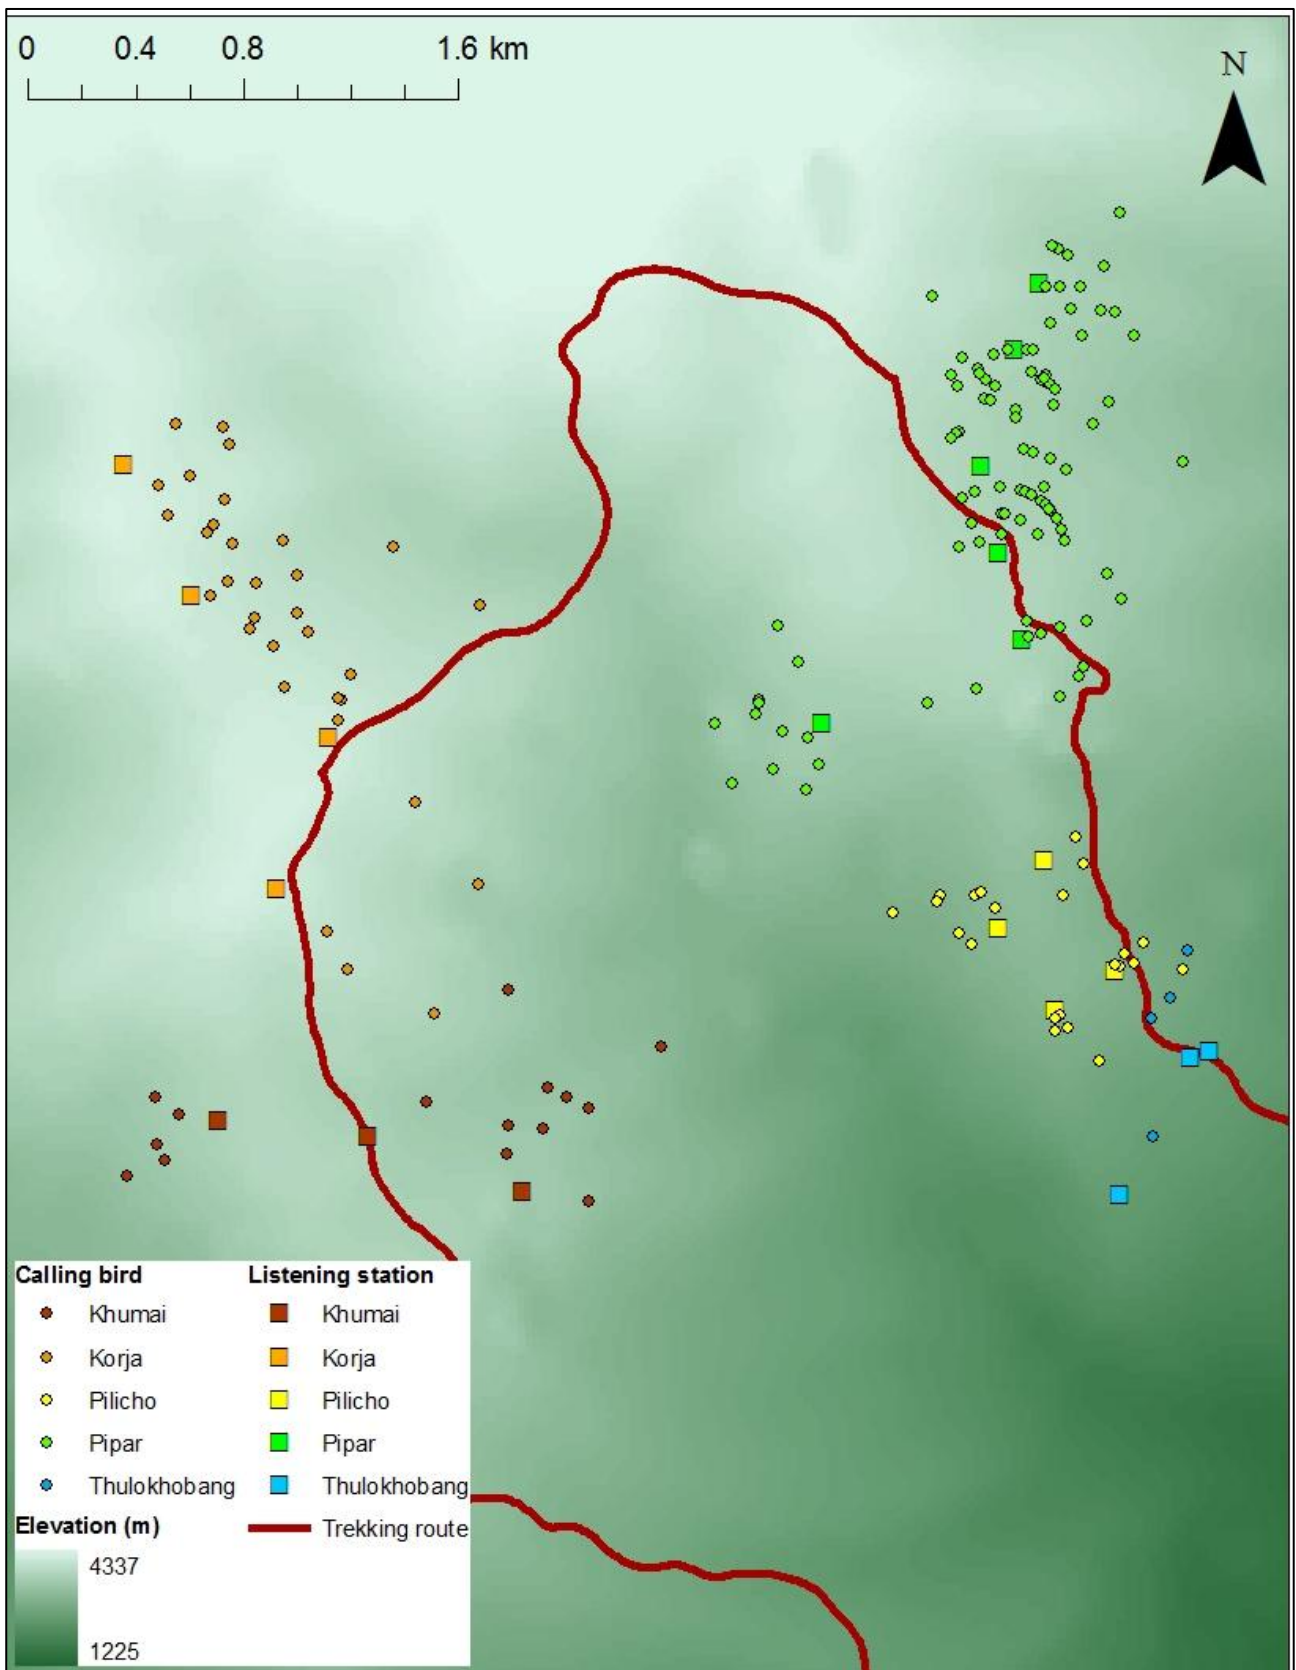 0 0.4 0.8 1.6 km
N
Calling bird Listening station
Khumai Khumai
Korja Korja
Pilicho Pilicho
Pipar Pipar
Thulokhobang Thulokhobang
Elevation (m) Trekking route
4337
1225